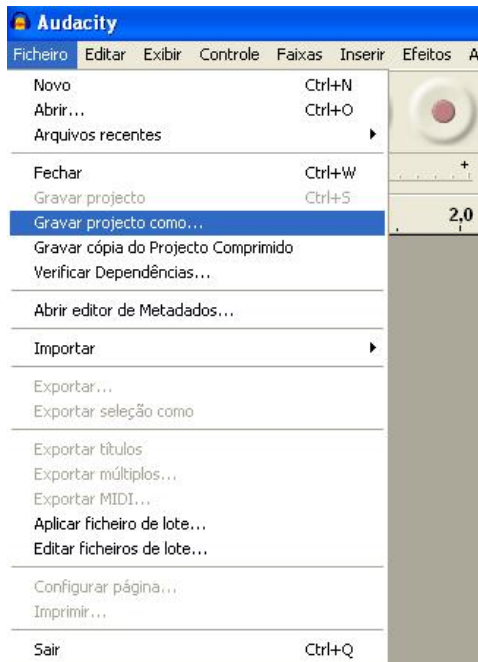 Audacity
Ficheiro Editar Exibir Controle Faixas Inserir Efeitos A
Novo Ctrl+N
Abrir... Ctrl+O
Arquivos recentes
Fechar Ctrl+W
Gravar projecto Ctrl+S
Gravar projecto como...
2,0
Gravar cópia do Projecto Comprimido
Verificar Dependências...
Abrir editor de Metadados...
Importar
Exportar...
Exportar seleção como
Exportar títulos
Exportar múltiplos...
Exportar MIDI...
Aplicar ficheiro de lote...
Editar ficheiros de lote...
Configurar página...
Imprimir...
Sair Ctrl+Q